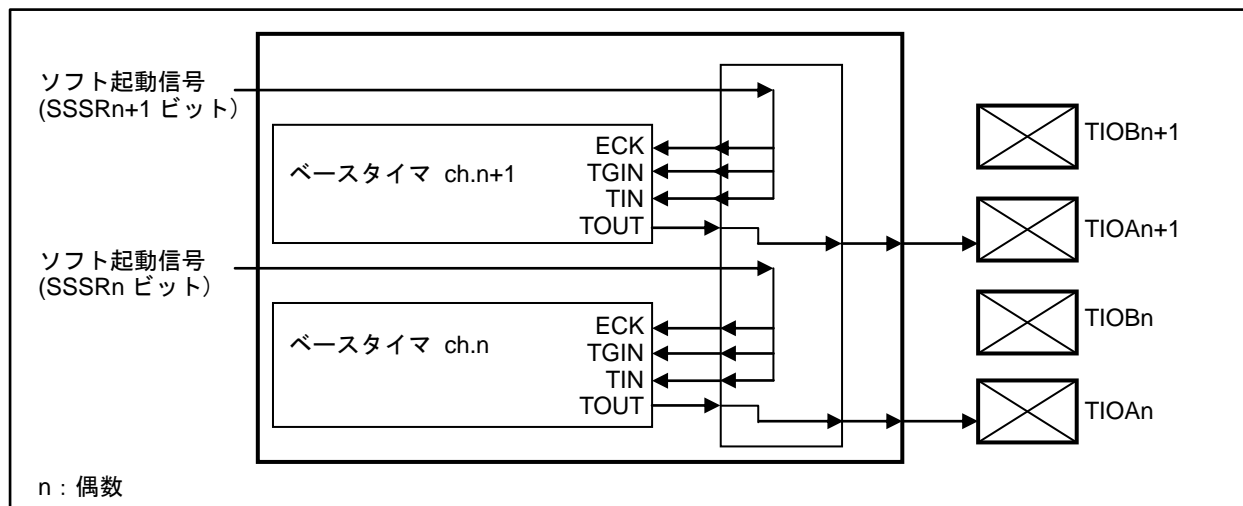 ソフト起動信号
(SSSRn+1 ビット)
ベースタイマ ch.n+1
ECK
TGIN
TIN
TOUT
TIOBn+1
TIOAn+1
ソフト起動信号
(SSSRn ビット)
ベースタイマ ch.n
ECK
TGIN
TIN
TOUT
TIOBn
TIOAn
n:偶数